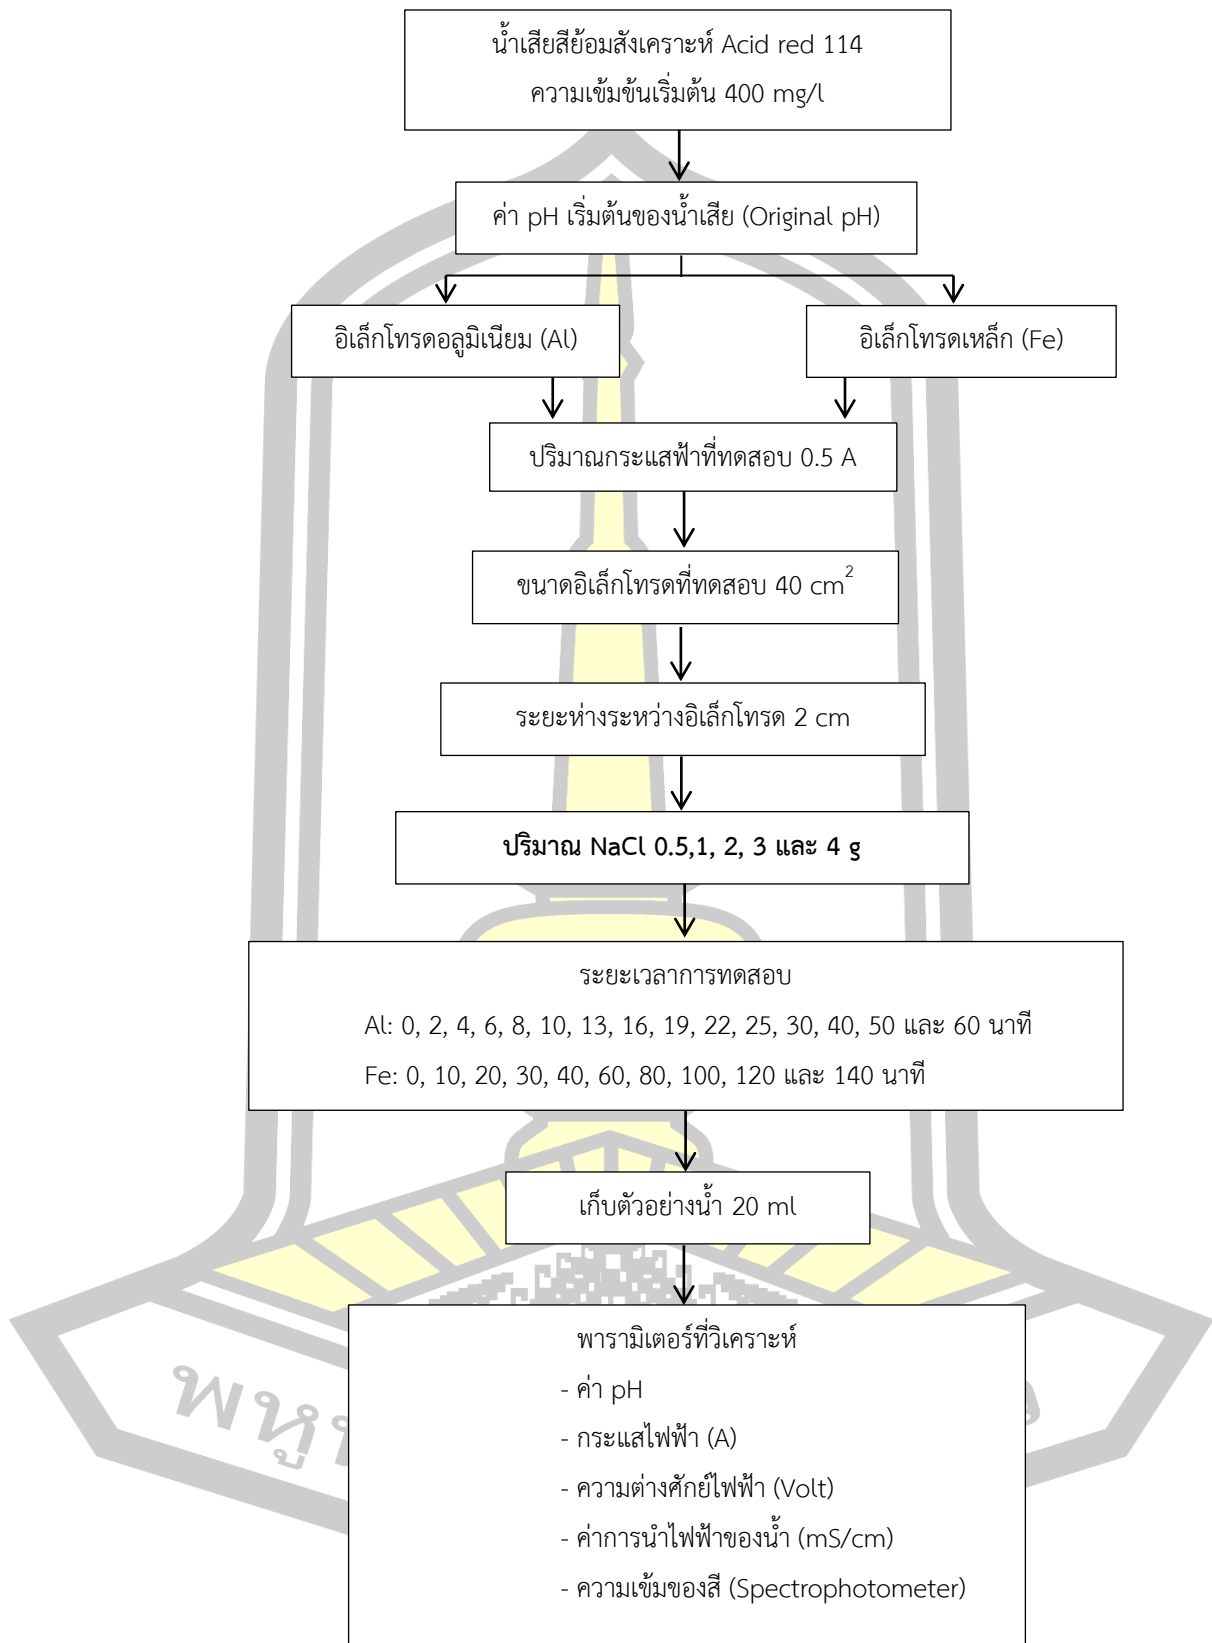 น้ำเสียสีย้อมสังเคราะห์ Acid red 114
ความเข้มข้นเริ่มต้น 400 mg/l
ค่า pH เริ่มต้นของน้ำเสีย (Original pH)
อิเล็กโทรดอลูมิเนียม (Al)
อิเล็กโทรดเหล็ก (Fe)
ปริมาณกระแสฟ้าที่ทดสอบ 0.5 A
ขนาดอิเล็กโทรดที่ทดสอบ 40 cm²
ระยะห่างระหว่างอิเล็กโทรด 2 cm
ปริมาณ NaCl 0.5,1, 2, 3 และ 4 g
ระยะเวลาการทดสอบ
Al: 0, 2, 4, 6, 8, 10, 13, 16, 19, 22, 25, 30, 40, 50 และ 60 นาที
Fe: 0, 10, 20, 30, 40, 60, 80, 100, 120 และ 140 นาที
เก็บตัวอย่างน้ำ 20 ml
พารามิเตอร์ที่วิเคราะห์
- ค่า pH
- กระแสไฟฟ้า (A)
- ความต่างศักย์ไฟฟ้า (Volt)
- ค่าการนำไฟฟ้าของน้ำ (mS/cm)
- ความเข้มของสี (Spectrophotometer)